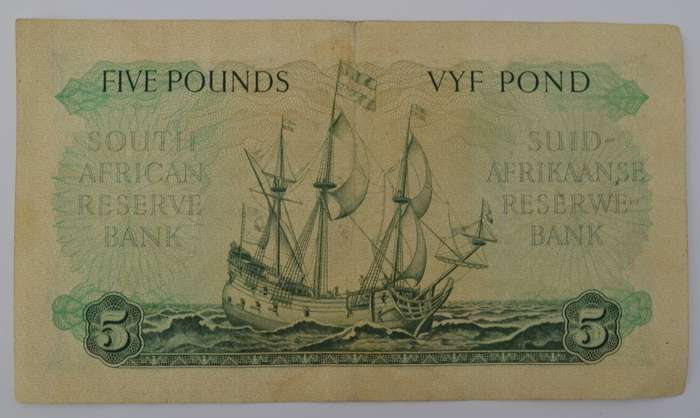 FIVE POUNDS
VYF POND
SOUTH
AFRICAN
RESERVE
BANK
SUID-
AFRIKAANSE
RESERWE-
BANK
5
5